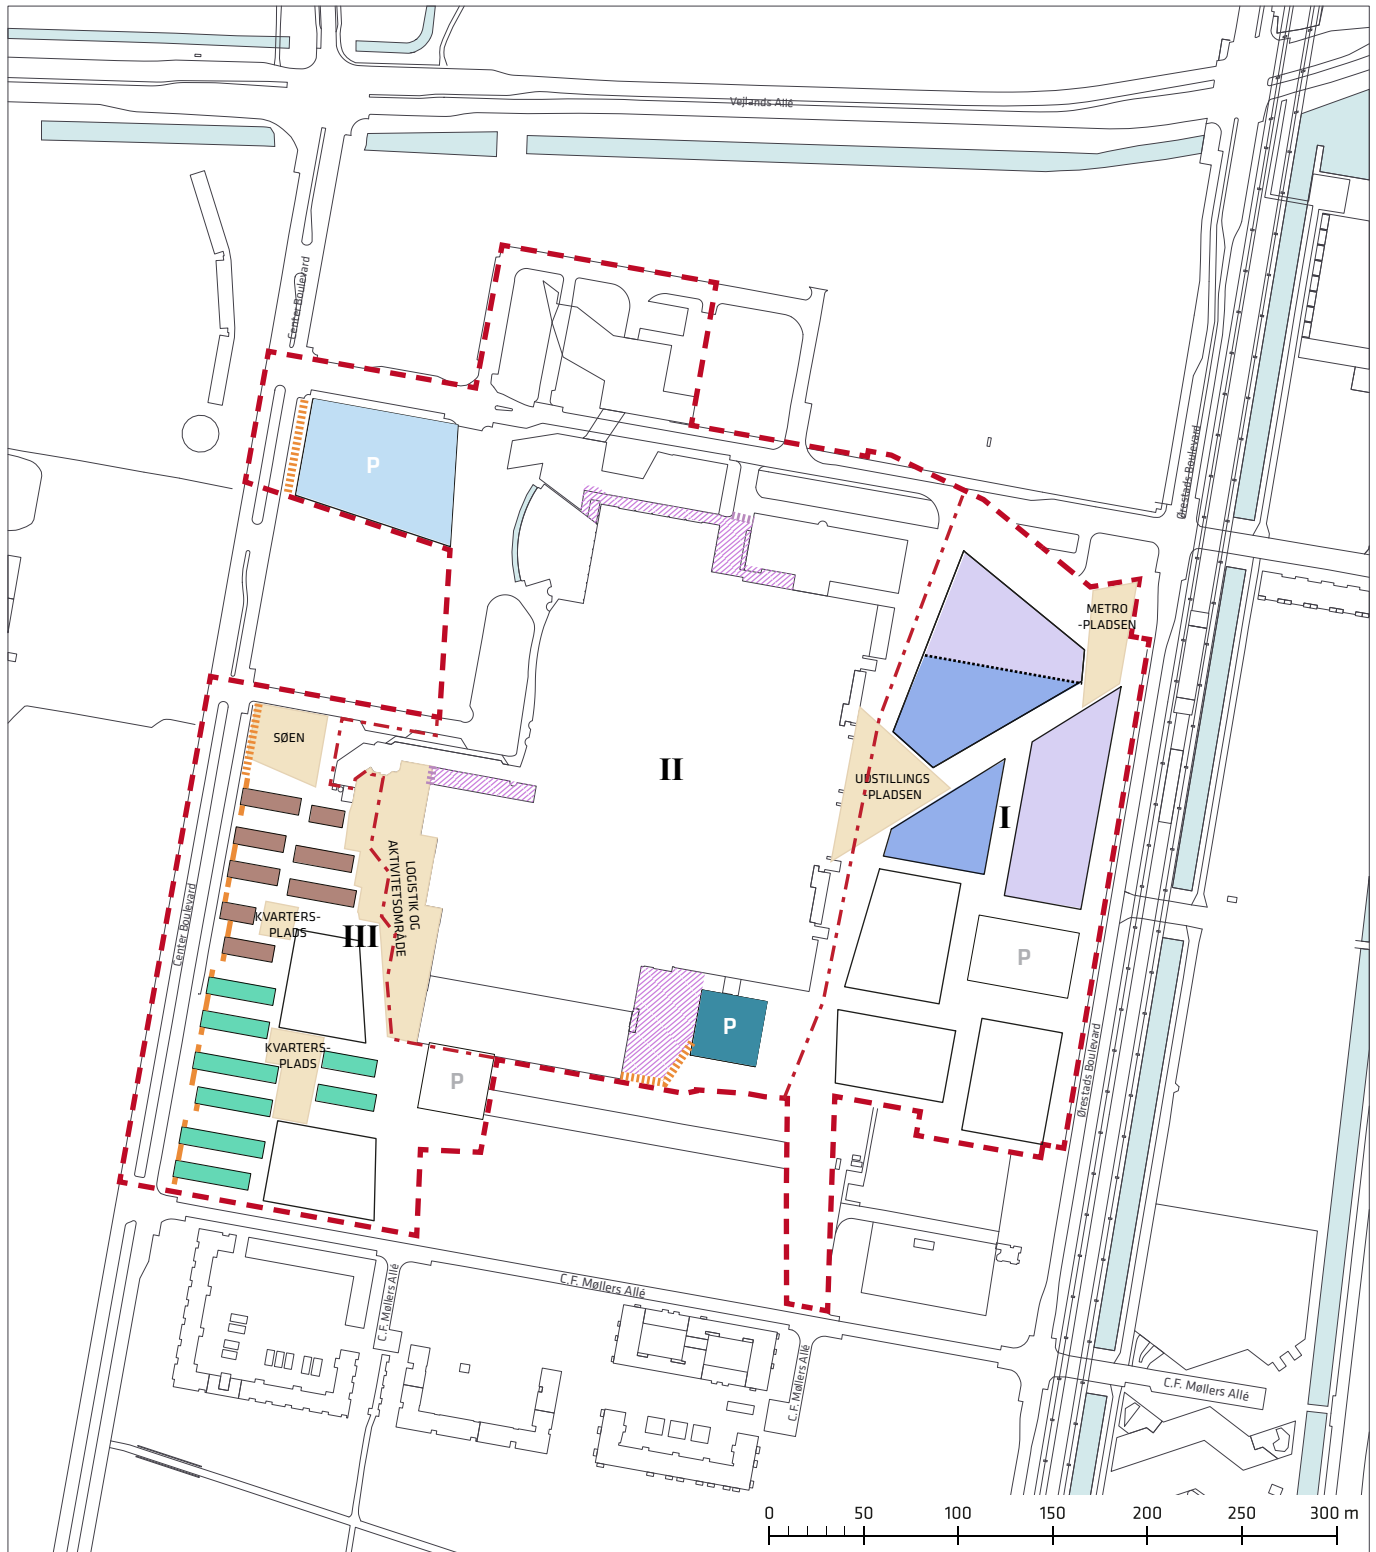 Vejlands Allé
Center Boulevard
P
Ørestads Boulevard
METRO
-PLADSEN
SØEN
II
UDSTILLINGS
-PLADSEN
I
LOGISTIK OG
AKTIVITETSOMRÅDE
Center Boulevard
KVARTERS-
PLADS
III
P
P
KVARTERS-
PLADS
P
Ørestads Boulevard
C.F. Møllers Allé
C.F. Møllers Allé
C.F. Møllers Allé
C.F. Møllers Allé
0 50 100 150 200 250 300 m